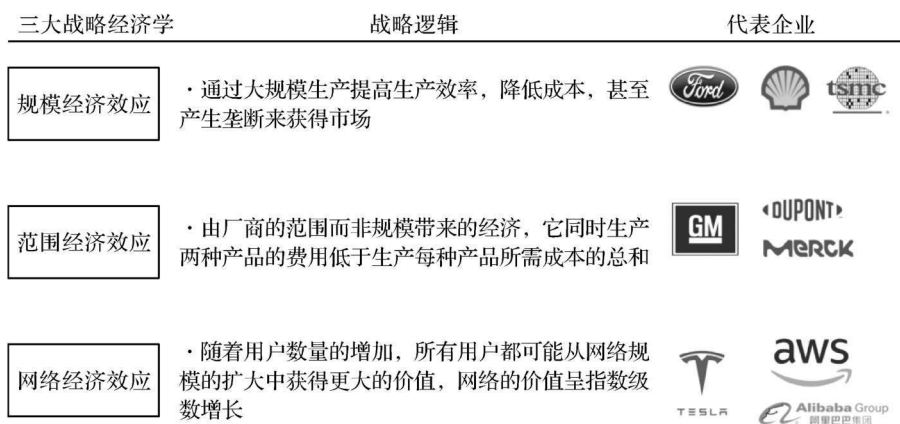 三大战略经济学 战略逻辑 代表企业
规模经济效应
·通过大规模生产提高生产效率，降低成本，甚至
产生垄断来获得市场
Ford
tsmc
范围经济效应
·由厂商的范围而非规模带来的经济，它同时生产
两种产品的费用低于生产每种产品所需成本的总和
GM
DUPONT
MERCK
网络经济效应
·随着用户数量的增加，所有用户都可能从网络规
模的扩大中获得更大的价值，网络的价值呈指数级
数增长
TESLA
aws
Alibaba Group
阿里巴巴集团